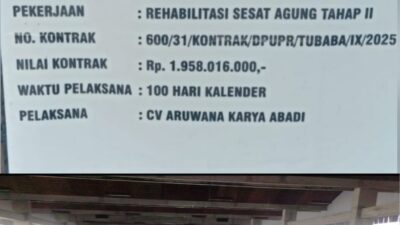 PEKERJAAN : REHABILITASI SESAT AGUNG TAHAP II
NO. KONTRAK : 600/31/KONTRAK/DPUPR/TUBABA/IX/2025
NILAI KONTRAK : Rp. 1.958.016.000,-
WAKTU PELAKSANA : 100 HARI KALENDER
PELAKSANA : CV ARUWANA KARYA ABADI